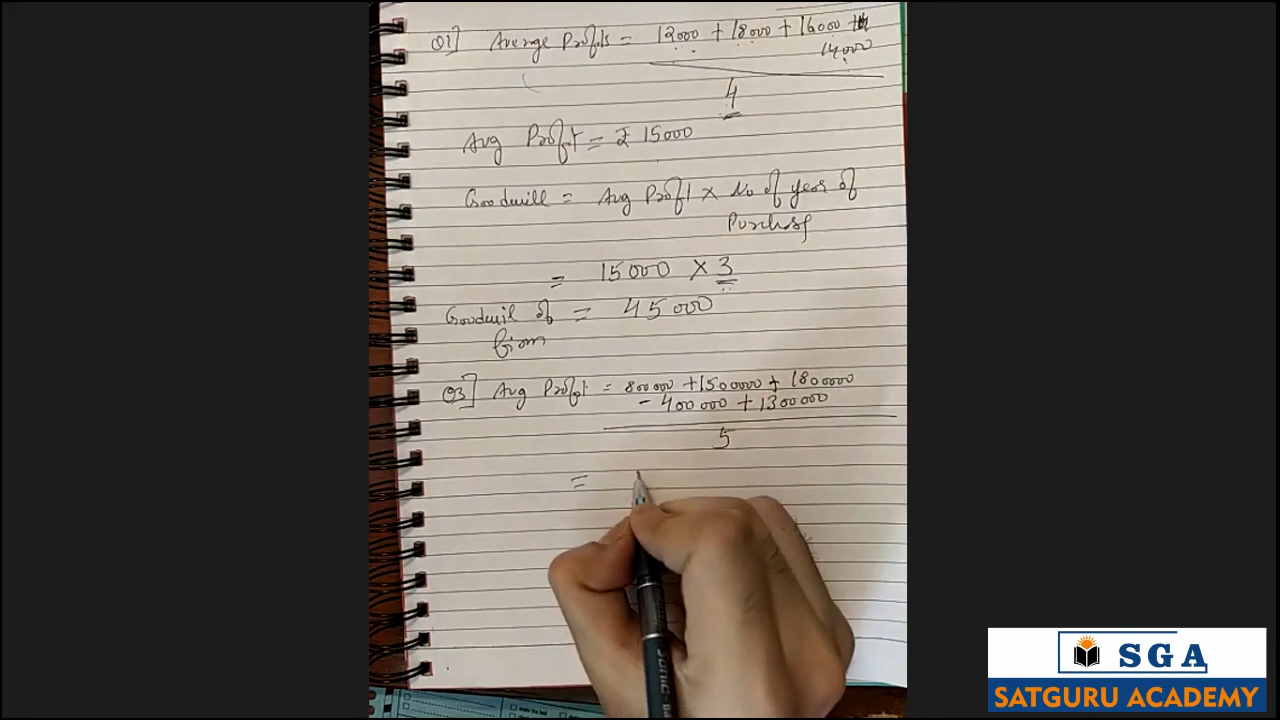 Q1] Average Profits = 12000 + 18000 + 16000 +
14000
4
Avg Profit = ₹ 15000
Goodwill = Avg Profit × No of year of
Purchase
= 15000 × 3
Goodwil of = 45000
firm
Q3] Avg Profit = 800000 + 1500000 + 1800000
- 400000 + 1300000
5
=
SGA
SATGURU ACADEMY